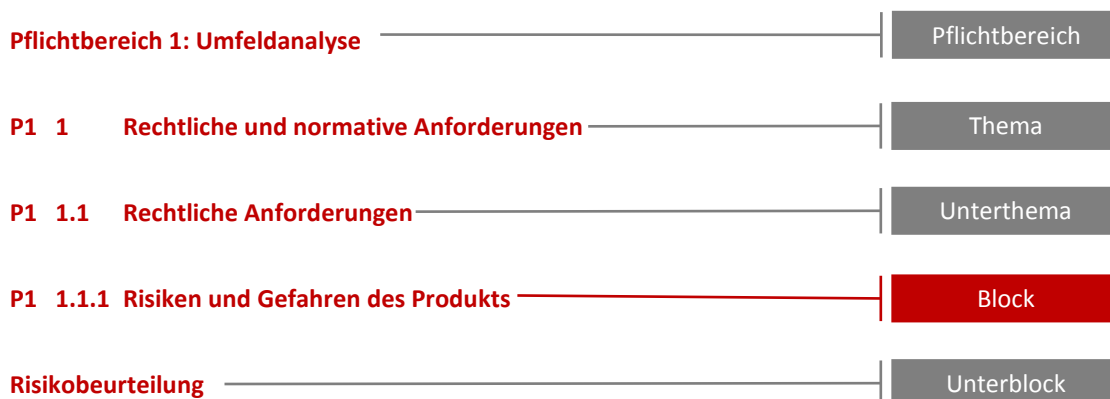 Pflichtbereich 1: Umfeldanalyse Pflichtbereich
P1 1 Rechtliche und normative Anforderungen Thema
P1 1.1 Rechtliche Anforderungen Unterthema
P1 1.1.1 Risiken und Gefahren des Produkts Block
Risikobeurteilung Unterblock